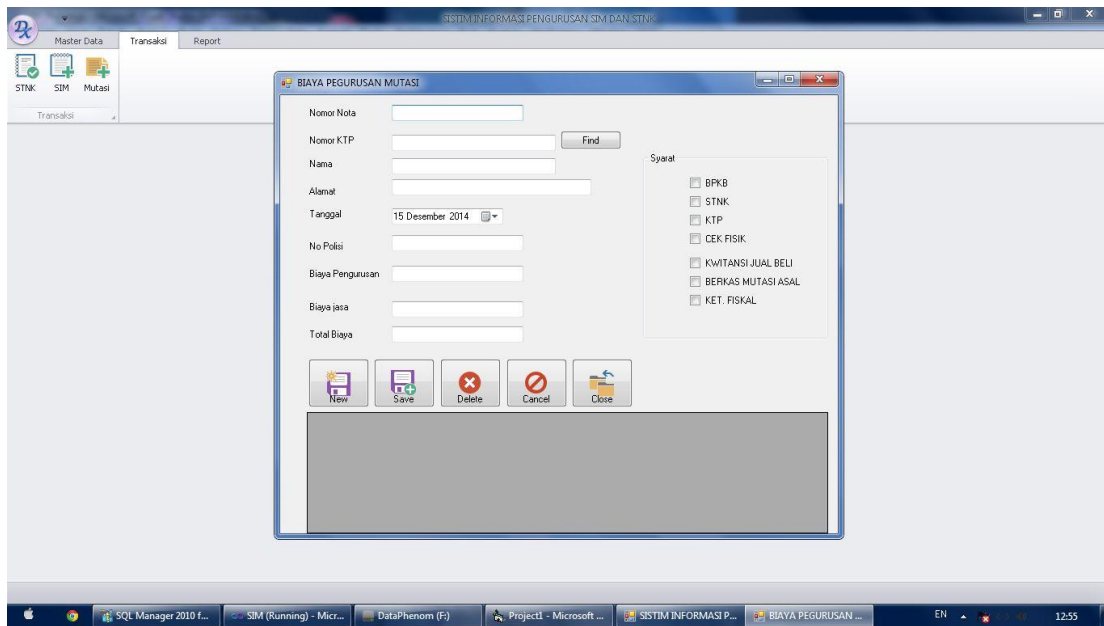 SISTIM INFORMASI PENGURUSAN SIM DAN STNK
Master Data Transaksi Report
STNK SIM Mutasi
Transaksi
BIAYA PEGURUSAN MUTASI
Nomor Nota
Nomor KTP Find
Nama
Alamat
Tanggal 15 Desember 2014
No Polisi
Biaya Pengurusan
Biaya jasa
Total Biaya
Syarat
BPKB
STNK
KTP
CEK FISIK
KWITANSI JUAL BELI
BERKAS MUTASI ASAL
KET. FISKAL
New Save Delete Cancel Close
SQL Manager 2010 f... SIM (Running) - Micr... DataPhenom (F:) Project1 - Microsoft ... SISTIM INFORMASI P... BIAYA PEGURUSAN ... EN 12:55